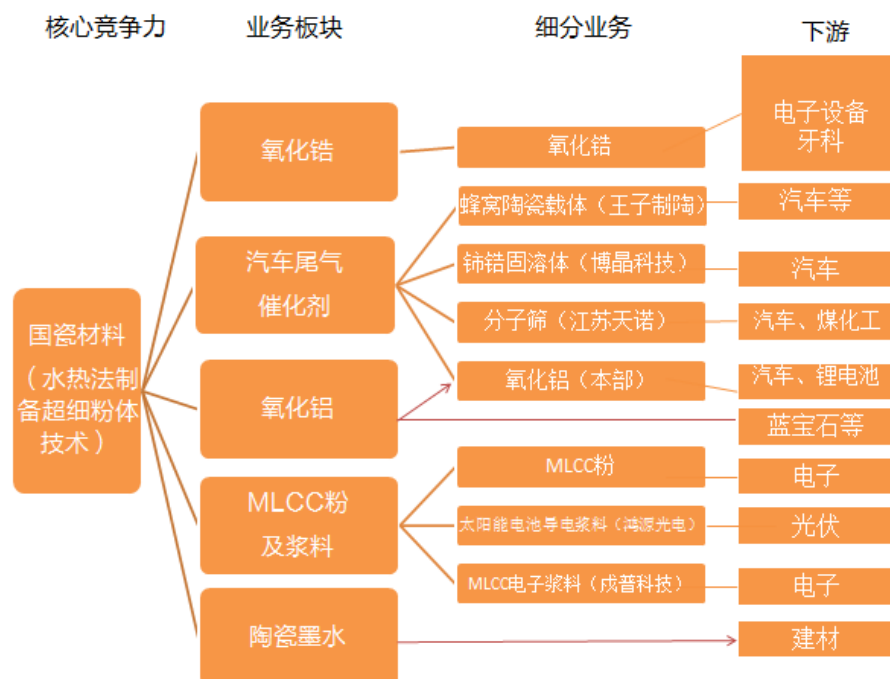 核心竞争力
业务板块
细分业务
下游
国瓷材料
（水热法制
备超细粉体
技术）
氧化锆
汽车尾气
催化剂
氧化铝
MLCC粉
及浆料
陶瓷墨水
氧化锆
蜂窝陶瓷载体（王子制陶）
铈锆固溶体（博晶科技）
分子筛（江苏天诺）
氧化铝（本部）
MLCC粉
太阳能电池导电浆料（鸿源光电）
MLCC电子浆料（戍普科技）
电子设备
牙科
汽车等
汽车
汽车、煤化工
汽车、锂电池
蓝宝石等
电子
光伏
电子
建材